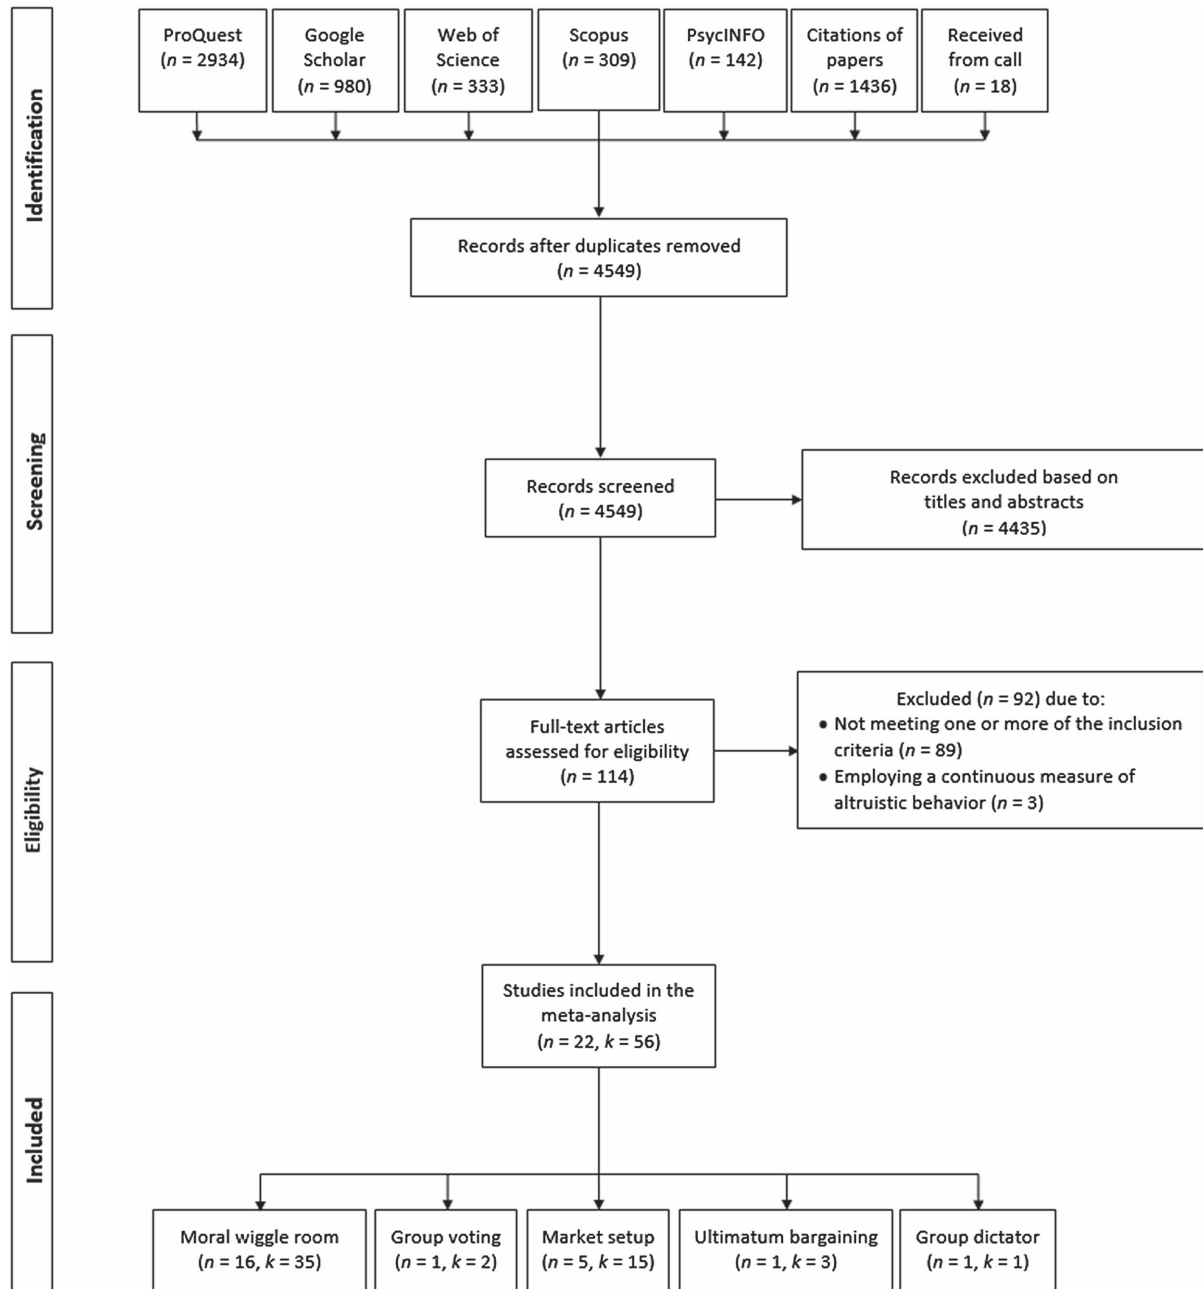 Identification
ProQuest
(n = 2934)
Google
Scholar
(n = 980)
Web of
Science
(n = 333)
Scopus
(n = 309)
PsycINFO
(n = 142)
Citations of
papers
(n = 1436)
Received
from call
(n = 18)
Records after duplicates removed
(n = 4549)
Screening
Records screened
(n = 4549)
Records excluded based on
titles and abstracts
(n = 4435)
Eligibility
Full-text articles
assessed for eligibility
(n = 114)
Excluded (n = 92) due to:
• Not meeting one or more of the inclusion
criteria (n = 89)
• Employing a continuous measure of
altruistic behavior (n = 3)
Included
Studies included in the
meta-analysis
(n = 22, k = 56)
Moral wiggle room
(n = 16, k = 35)
Group voting
(n = 1, k = 2)
Market setup
(n = 5, k = 15)
Ultimatum bargaining
(n = 1, k = 3)
Group dictator
(n = 1, k = 1)